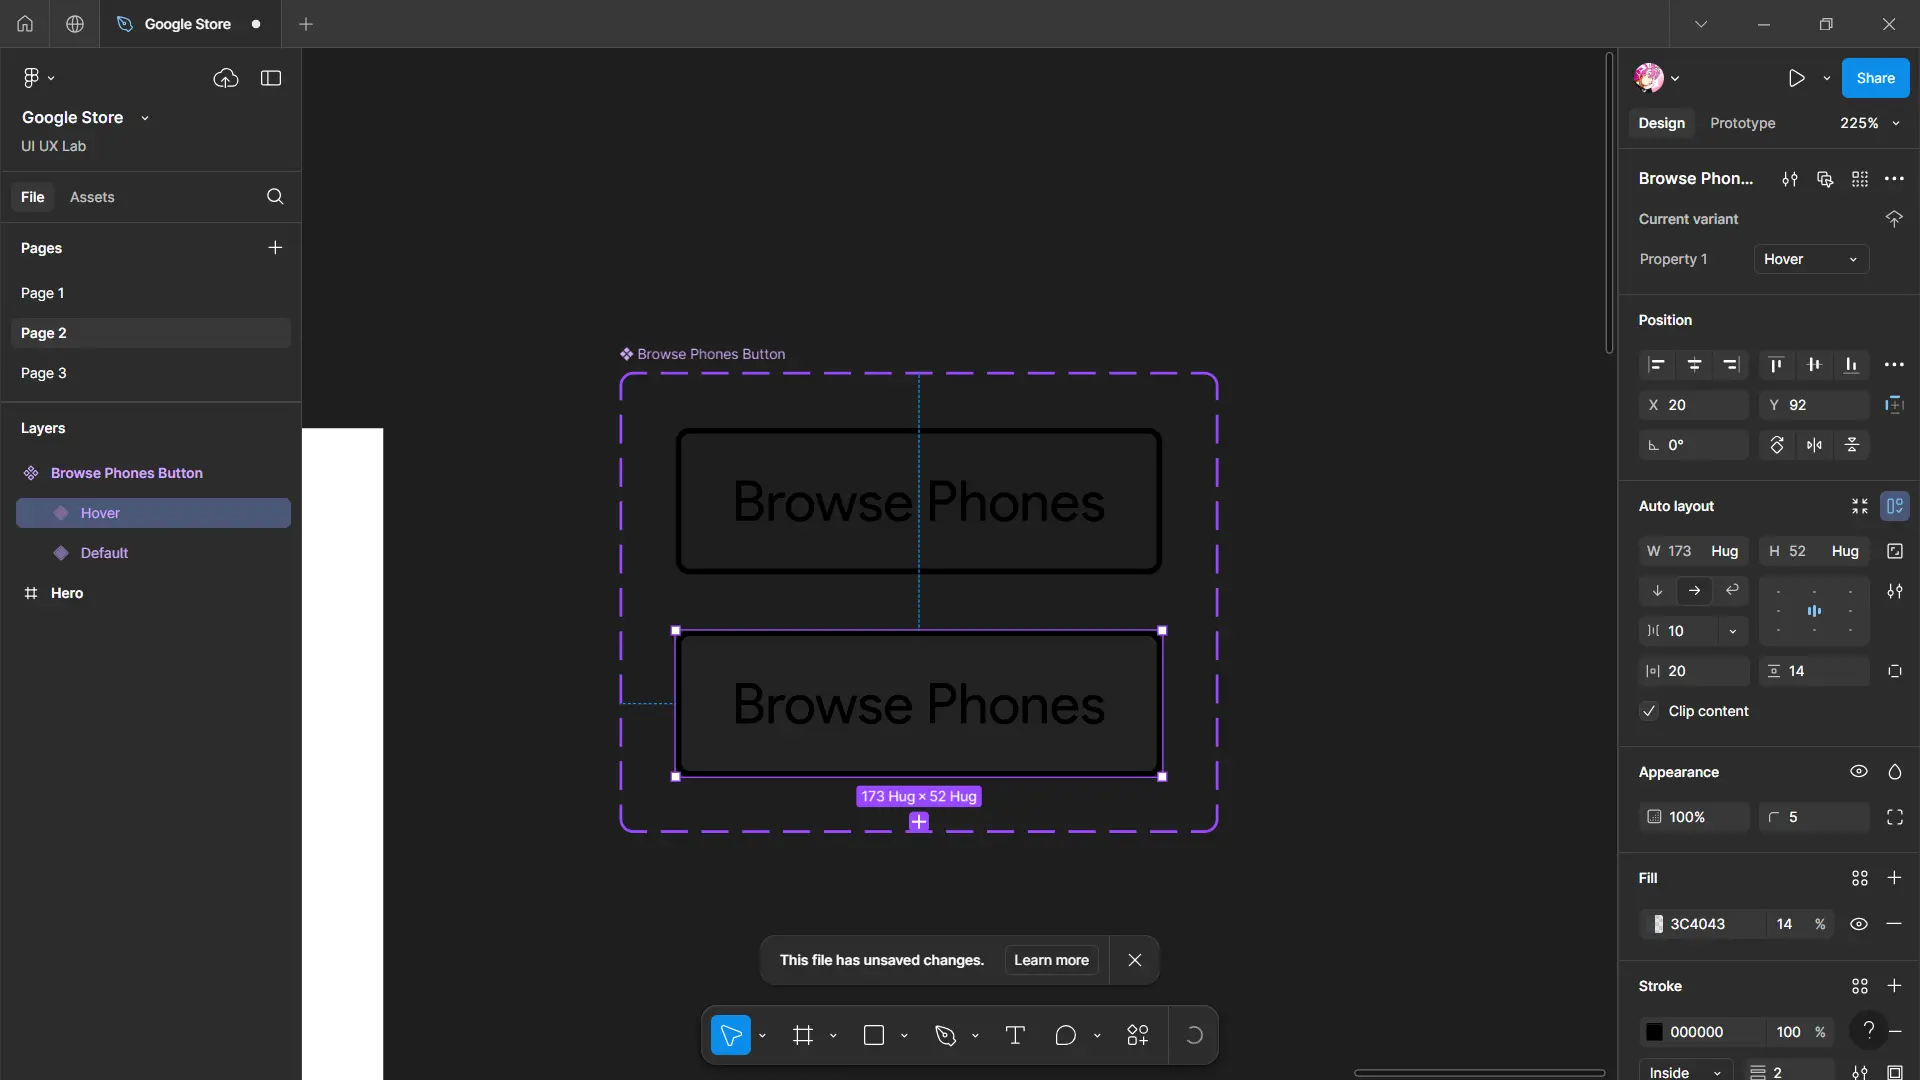 Google Store
Google Store
UI UX Lab
File
Assets
Pages
Page 1
Page 2
Page 3
Layers
Browse Phones Button
Hover
Default
Hero
Browse Phones Button
Browse Phones
Browse Phones
173 Hug × 52 Hug
This file has unsaved changes.
Learn more
Share
Design
Prototype
225%
Browse Phon...
Current variant
Property 1
Hover
Position
X 20
Y 92
0°
Auto layout
W 173 Hug
H 52 Hug
10
20
14
Clip content
Appearance
100%
5
Fill
3C4043
14 %
Stroke
000000
100 %
?
Inside
2